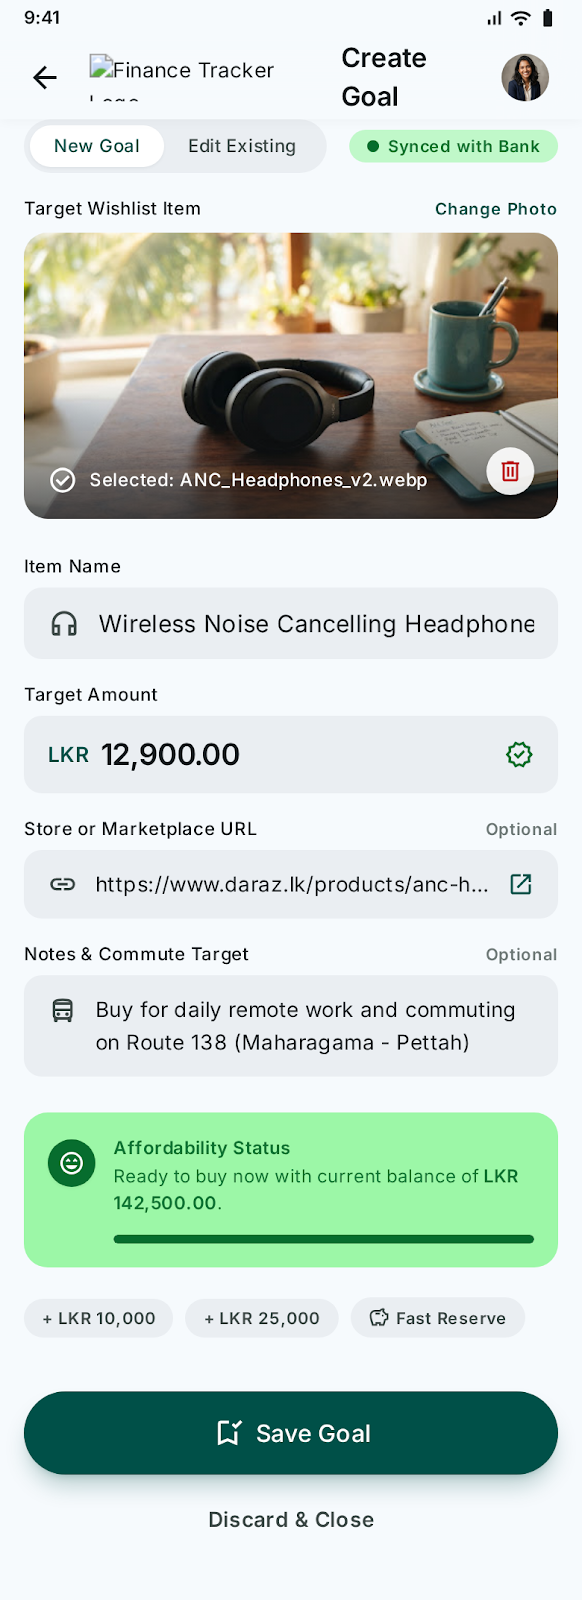 9:41
Finance Tracker
Create
Goal
New Goal
Edit Existing
Synced with Bank
Target Wishlist Item
Change Photo
Selected: ANC_Headphones_v2.webp
Item Name
Wireless Noise Cancelling Headphone
Target Amount
LKR 12,900.00
Store or Marketplace URL
Optional
https://www.daraz.lk/products/anc-h...
Notes & Commute Target
Optional
Buy for daily remote work and commuting
on Route 138 (Maharagama - Pettah)
Affordability Status
Ready to buy now with current balance of LKR
142,500.00.
+ LKR 10,000
+ LKR 25,000
Fast Reserve
Save Goal
Discard & Close